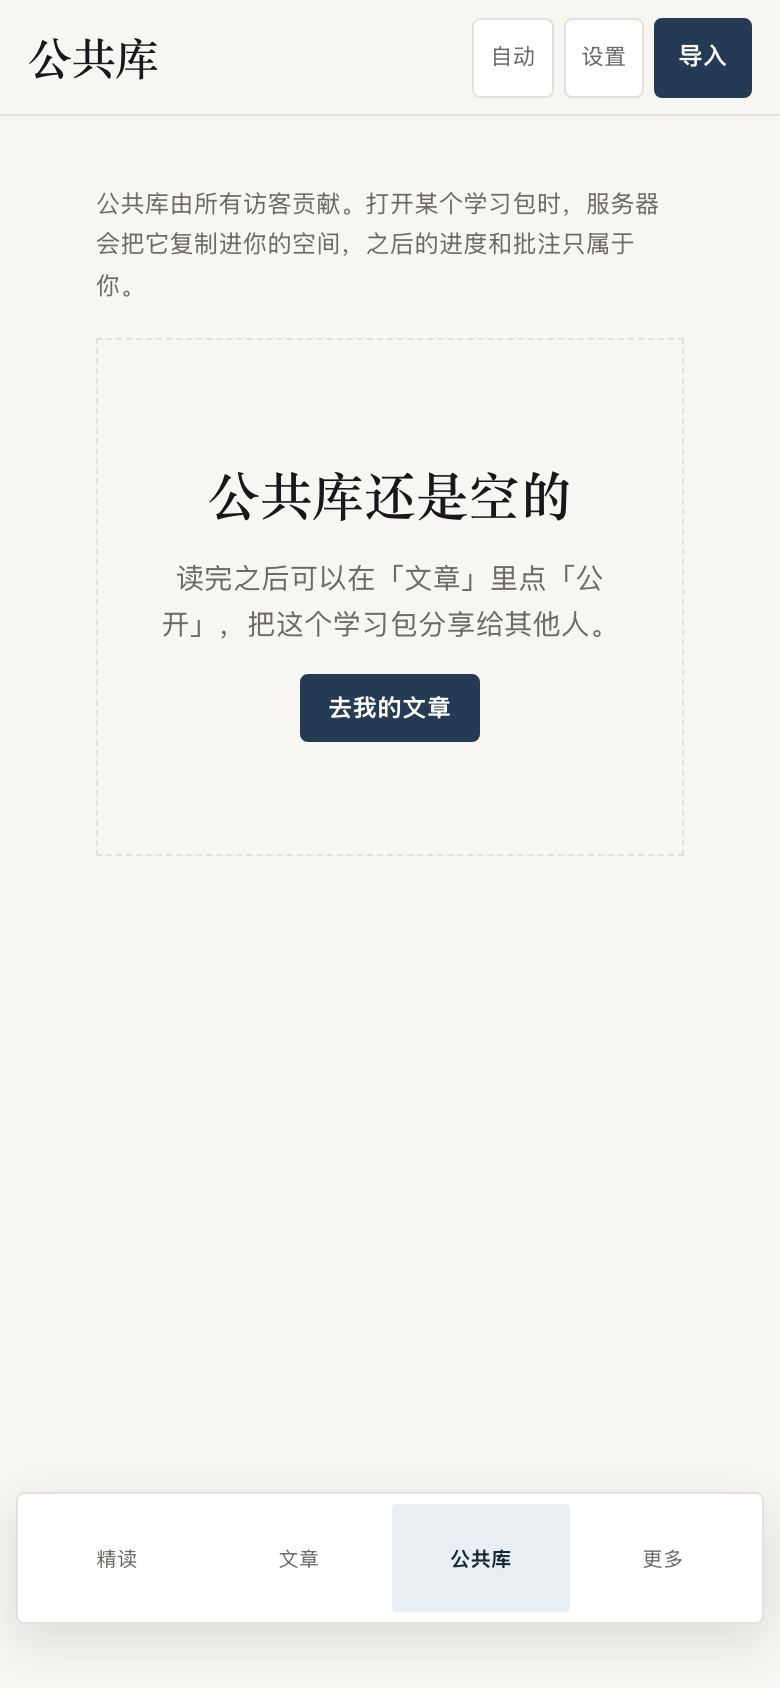 公共库
自动
设置
导入
公共库由所有访客贡献。打开某个学习包时，服务器
会把它复制进你的空间，之后的进度和批注只属于
你。
公共库还是空的
读完之后可以在「文章」里点「公
开」，把这个学习包分享给其他人。
去我的文章
精读
文章
公共库
更多